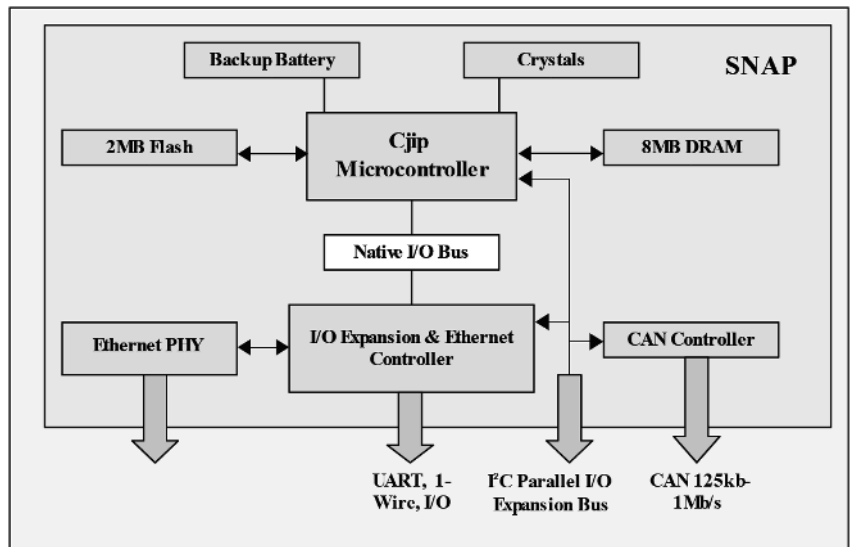 Backup Battery
Crystals
SNAP
2MB Flash
Cjip
Microcontroller
8MB DRAM
Native I/O Bus
Ethernet PHY
I/O Expansion & Ethernet
Controller
CAN Controller
UART, 1-
Wire, I/O
I²C Parallel I/O
Expansion Bus
CAN 125kb-
1Mb/s